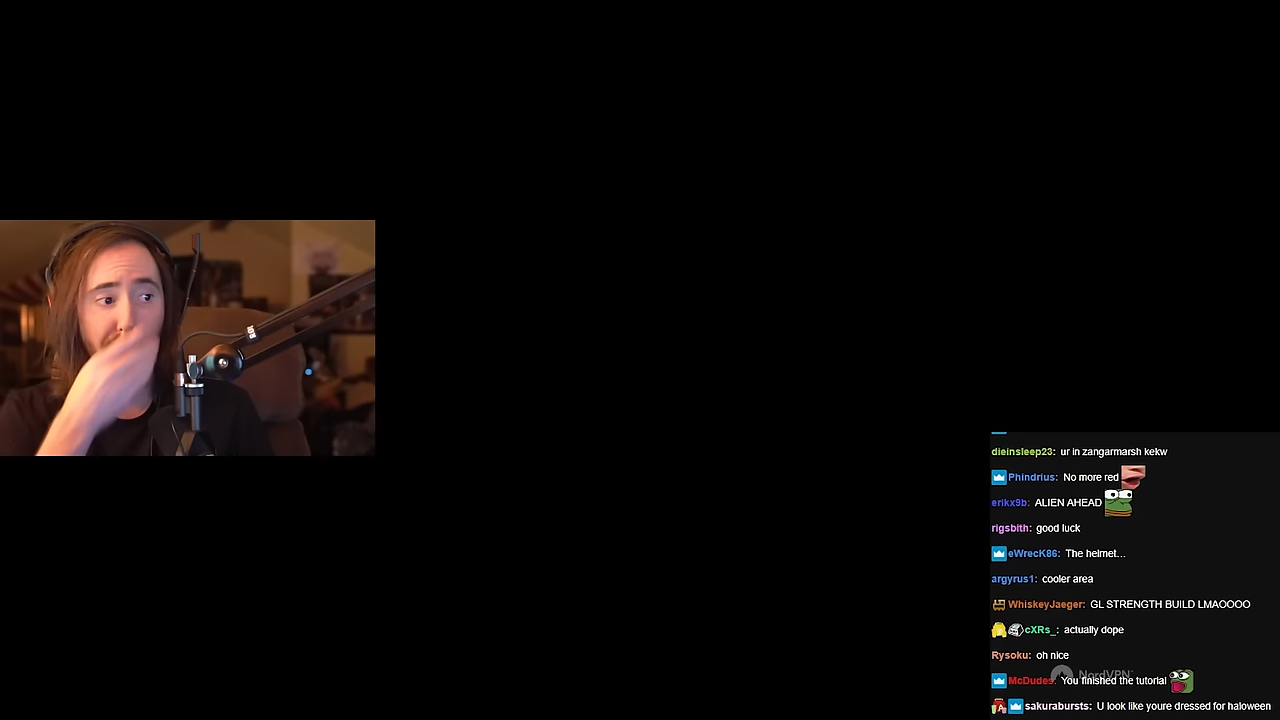 dieinsleep23: ur in zangarmarsh kekw
Phindrius: No more red
erikx9b: ALIEN AHEAD
rigsbith: good luck
eWrecK86: The helmet...
argyrus1: cooler area
WhiskeyJaeger: GL STRENGTH BUILD LMAOOOO
cXRs_: actually dope
Rysoku: oh nice
NordVPN
McDudes: You finished the tutorial
sakurabursts: U look like youre dressed for haloween